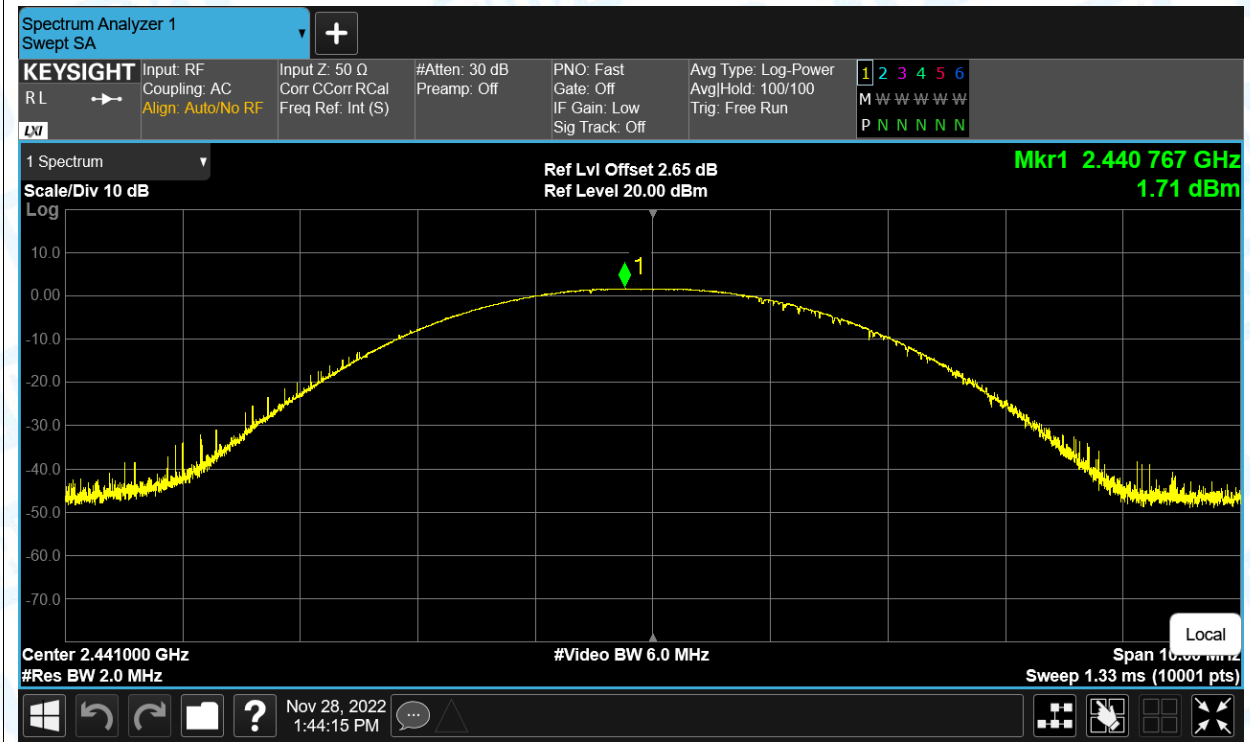 Spectrum Analyzer 1
Swept SA
KEYSIGHT
R L
LXI
Input: RF
Coupling: AC
Align: Auto/No RF
Input Z: 50 Ω
Corr CCorr RCal
Freq Ref: Int (S)
#Atten: 30 dB
Preamp: Off
PNO: Fast
Gate: Off
IF Gain: Low
Sig Track: Off
Avg Type: Log-Power
Avg|Hold: 100/100
Trig: Free Run
1 2 3 4 5 6
M W W W W W W
P N N N N N N
1 Spectrum
Scale/Div 10 dB
Log
Ref Lvl Offset 2.65 dB
Ref Level 20.00 dBm
Mkr1 2.440 767 GHz
1.71 dBm
1
10.0
0.00
-10.0
-20.0
-30.0
-40.0
-50.0
-60.0
-70.0
Local
Center 2.441000 GHz
#Video BW 6.0 MHz
Span 10.00 MHz
#Res BW 2.0 MHz
Sweep 1.33 ms (10001 pts)
?
Nov 28, 2022
1:44:15 PM